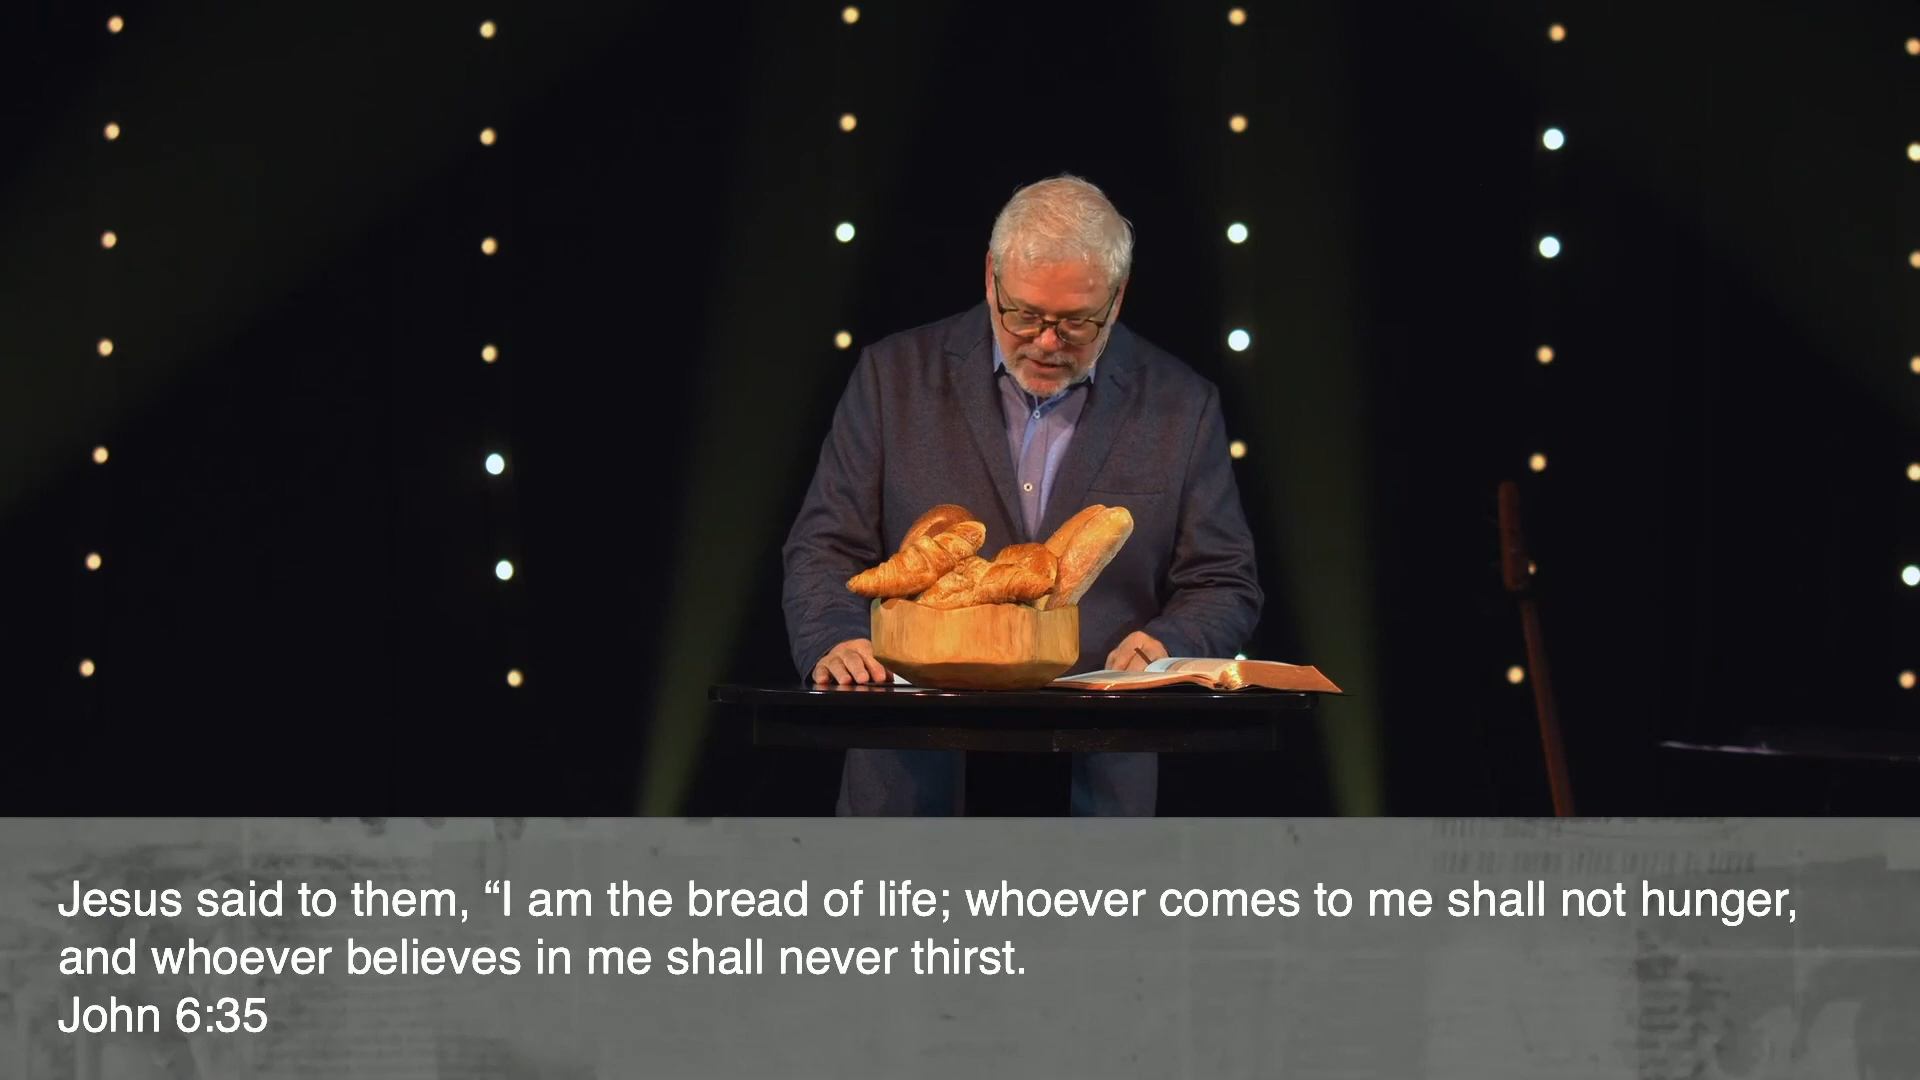 Jesus said to them, “I am the bread of life; whoever comes to me shall not hunger,
and whoever believes in me shall never thirst.
John 6:35